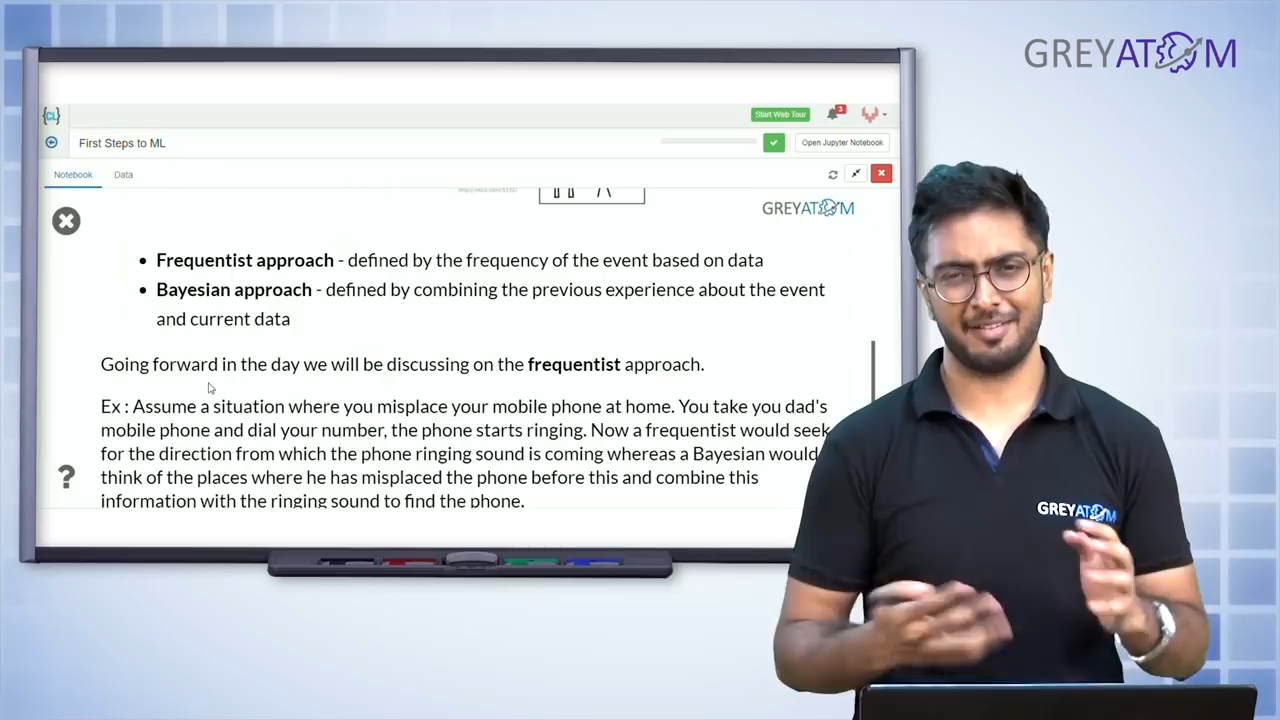 GREYATOM
{CL}
Start Web Tour
3
First Steps to ML
Open Jupyter Notebook
Notebook
Data
GREYATOM
• Frequentist approach - defined by the frequency of the event based on data
• Bayesian approach - defined by combining the previous experience about the event
and current data
Going forward in the day we will be discussing on the frequentist approach.
Ex : Assume a situation where you misplace your mobile phone at home. You take you dad's
mobile phone and dial your number, the phone starts ringing. Now a frequentist would seek
for the direction from which the phone ringing sound is coming whereas a Bayesian would
think of the places where he has misplaced the phone before this and combine this
information with the ringing sound to find the phone.
?
GREYATOM